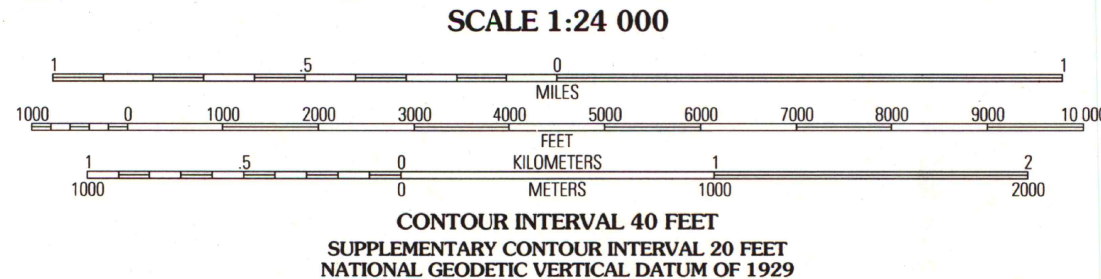 SCALE 1:24 000
1 .5 0 1
MILES
1000 0 1000 2000 3000 4000 5000 6000 7000 8000 9000 10 000
FEET
1 .5 0 KILOMETERS 1 2
1000 0 METERS 1000 2000
CONTOUR INTERVAL 40 FEET
SUPPLEMENTARY CONTOUR INTERVAL 20 FEET
NATIONAL GEODETIC VERTICAL DATUM OF 1929